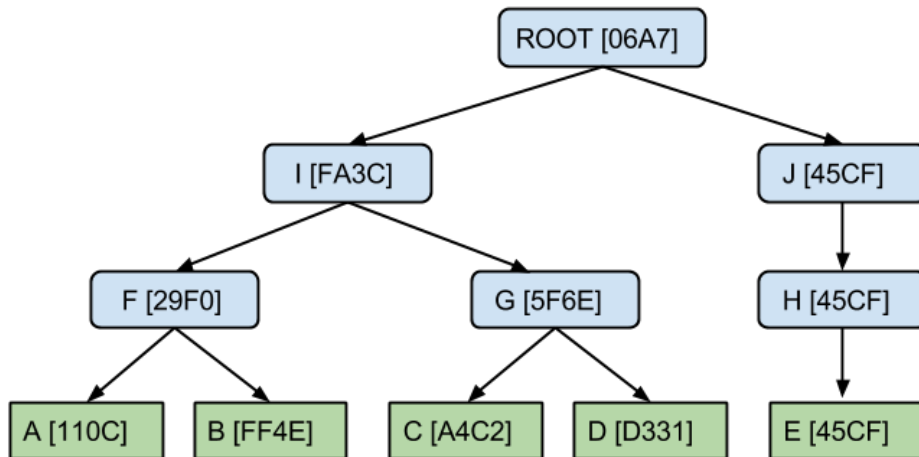 ROOT [06A7]
I [FA3C]
J [45CF]
F [29F0]
G [5F6E]
H [45CF]
A [110C]
B [FF4E]
C [A4C2]
D [D331]
E [45CF]